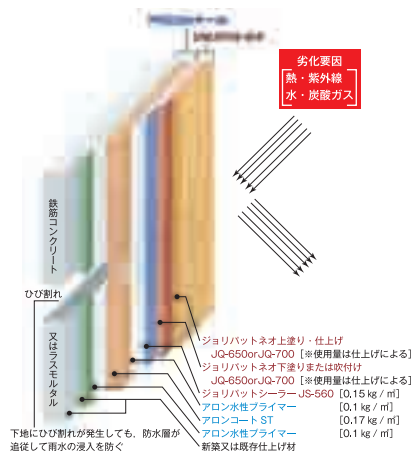 劣化要因
熱・紫外線
水・炭酸ガス
鉄筋コンクリート
ひび割れ
又はラスモルタル
ジョリパットネオ上塗り・仕上げ
JQ-650orJQ-700 [※使用量は仕上げによる]
ジョリパットネオ下塗りまたは吹付け
JQ-650orJQ-700 [※使用量は仕上げによる]
ジョリパットシーラー JS-560 [0.15 kg / ㎡]
アロン水性プライマー [0.1 kg / ㎡]
アロンコートST [0.17 kg / ㎡]
アロン水性プライマー [0.1 kg / ㎡]
新築又は既存仕上げ材
下地にひび割れが発生しても、防水層が
追従して雨水の浸入を防ぐ